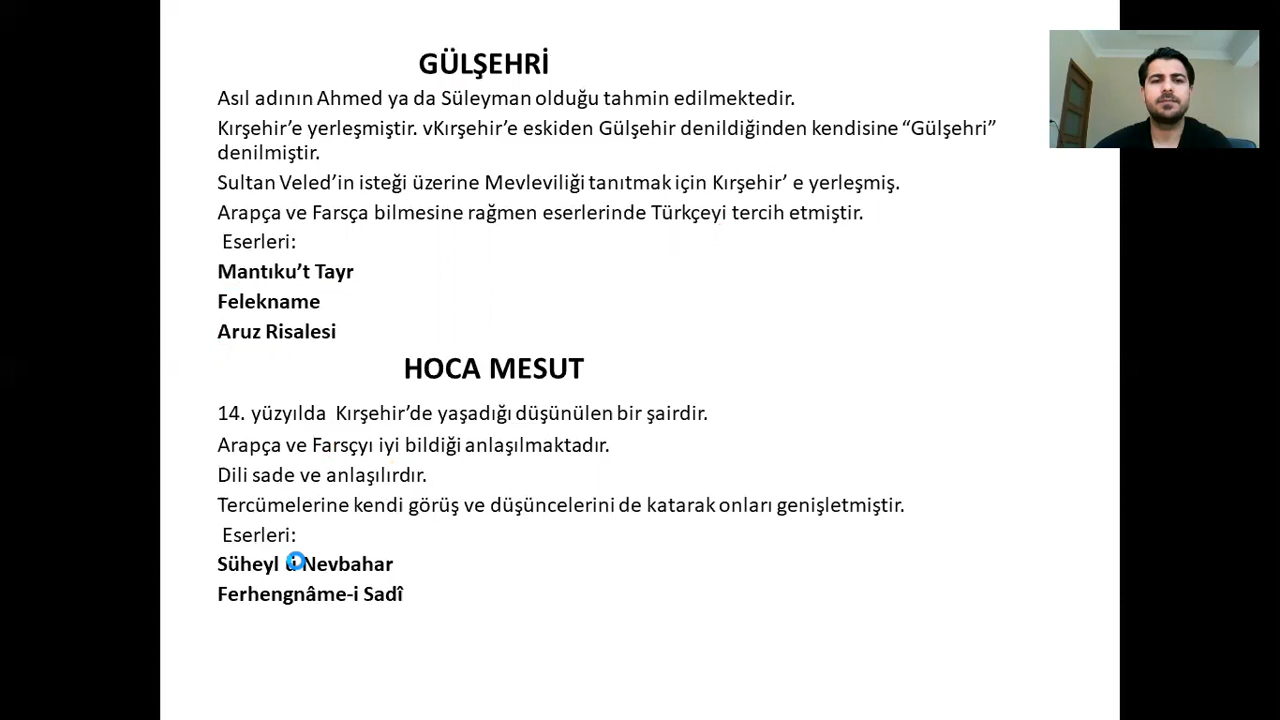 GÜLŞEHRİ
Asıl adının Ahmed ya da Süleyman olduğu tahmin edilmektedir.
Kırşehir’e yerleşmiştir. vKırşehir’e eskiden Gülşehir denildiğinden kendisine “Gülşehri”
denilmiştir.
Sultan Veled’in isteği üzerine Mevleviliği tanıtmak için Kırşehir’ e yerleşmiş.
Arapça ve Farsça bilmesine rağmen eserlerinde Türkçeyi tercih etmiştir.
Eserleri:
Mantıku’t Tayr
Felekname
Aruz Risalesi
HOCA MESUT
14. yüzyılda Kırşehir’de yaşadığı düşünülen bir şairdir.
Arapça ve Farsçyı iyi bildiği anlaşılmaktadır.
Dili sade ve anlaşılırdır.
Tercümelerine kendi görüş ve düşüncelerini de katarak onları genişletmiştir.
Eserleri:
Süheyl ü Nevbahar
Ferhengnâme-i Sadî